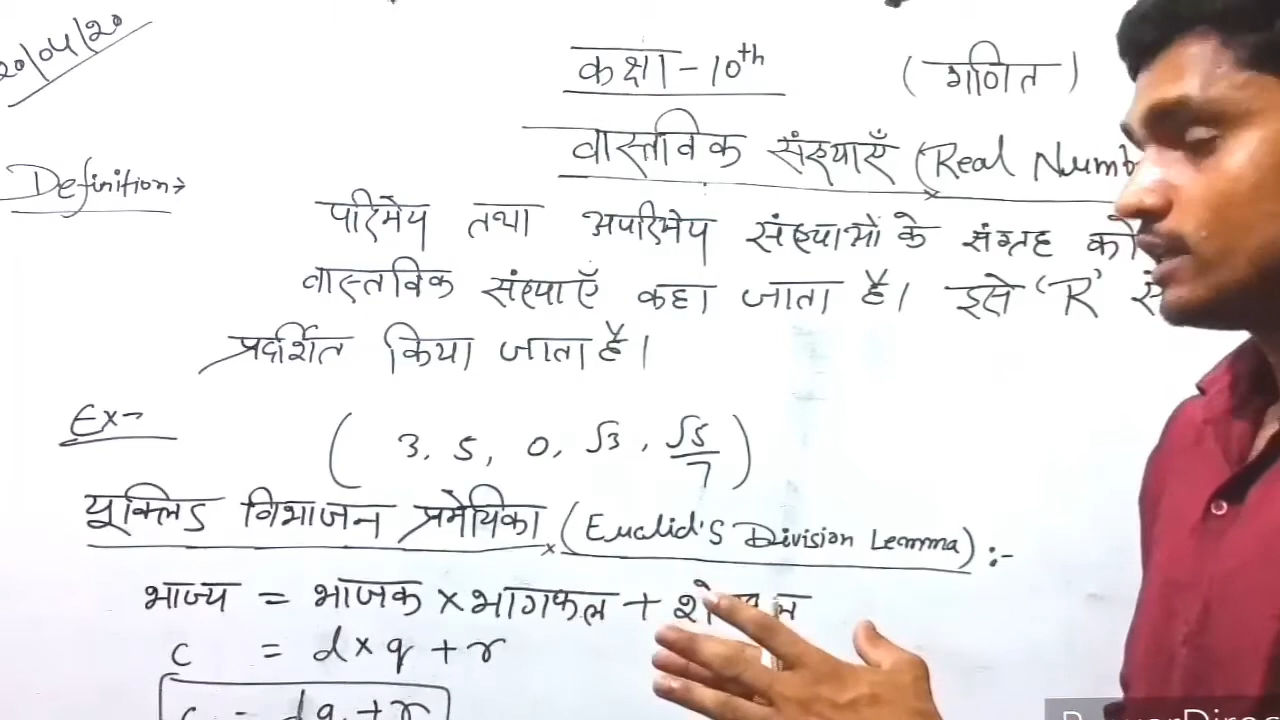 20/04/20
कक्षा - 10th (गणित)
वास्तविक संख्याएँ (Real Numb
Definition →
परिमेय तथा अपरिमेय संख्याओं के संग्रह को
वास्तविक संख्याएँ कहा जाता है। इसे 'R' से
प्रदर्शित किया जाता है।
Ex →
(3, 5, 0, √3, √5/7)
यूक्लिड विभाजन प्रमेयिका (Euclid's Division Lemma) :-
भाज्य = भाजक × भागफल +
c = d × q + r
c = dq + r